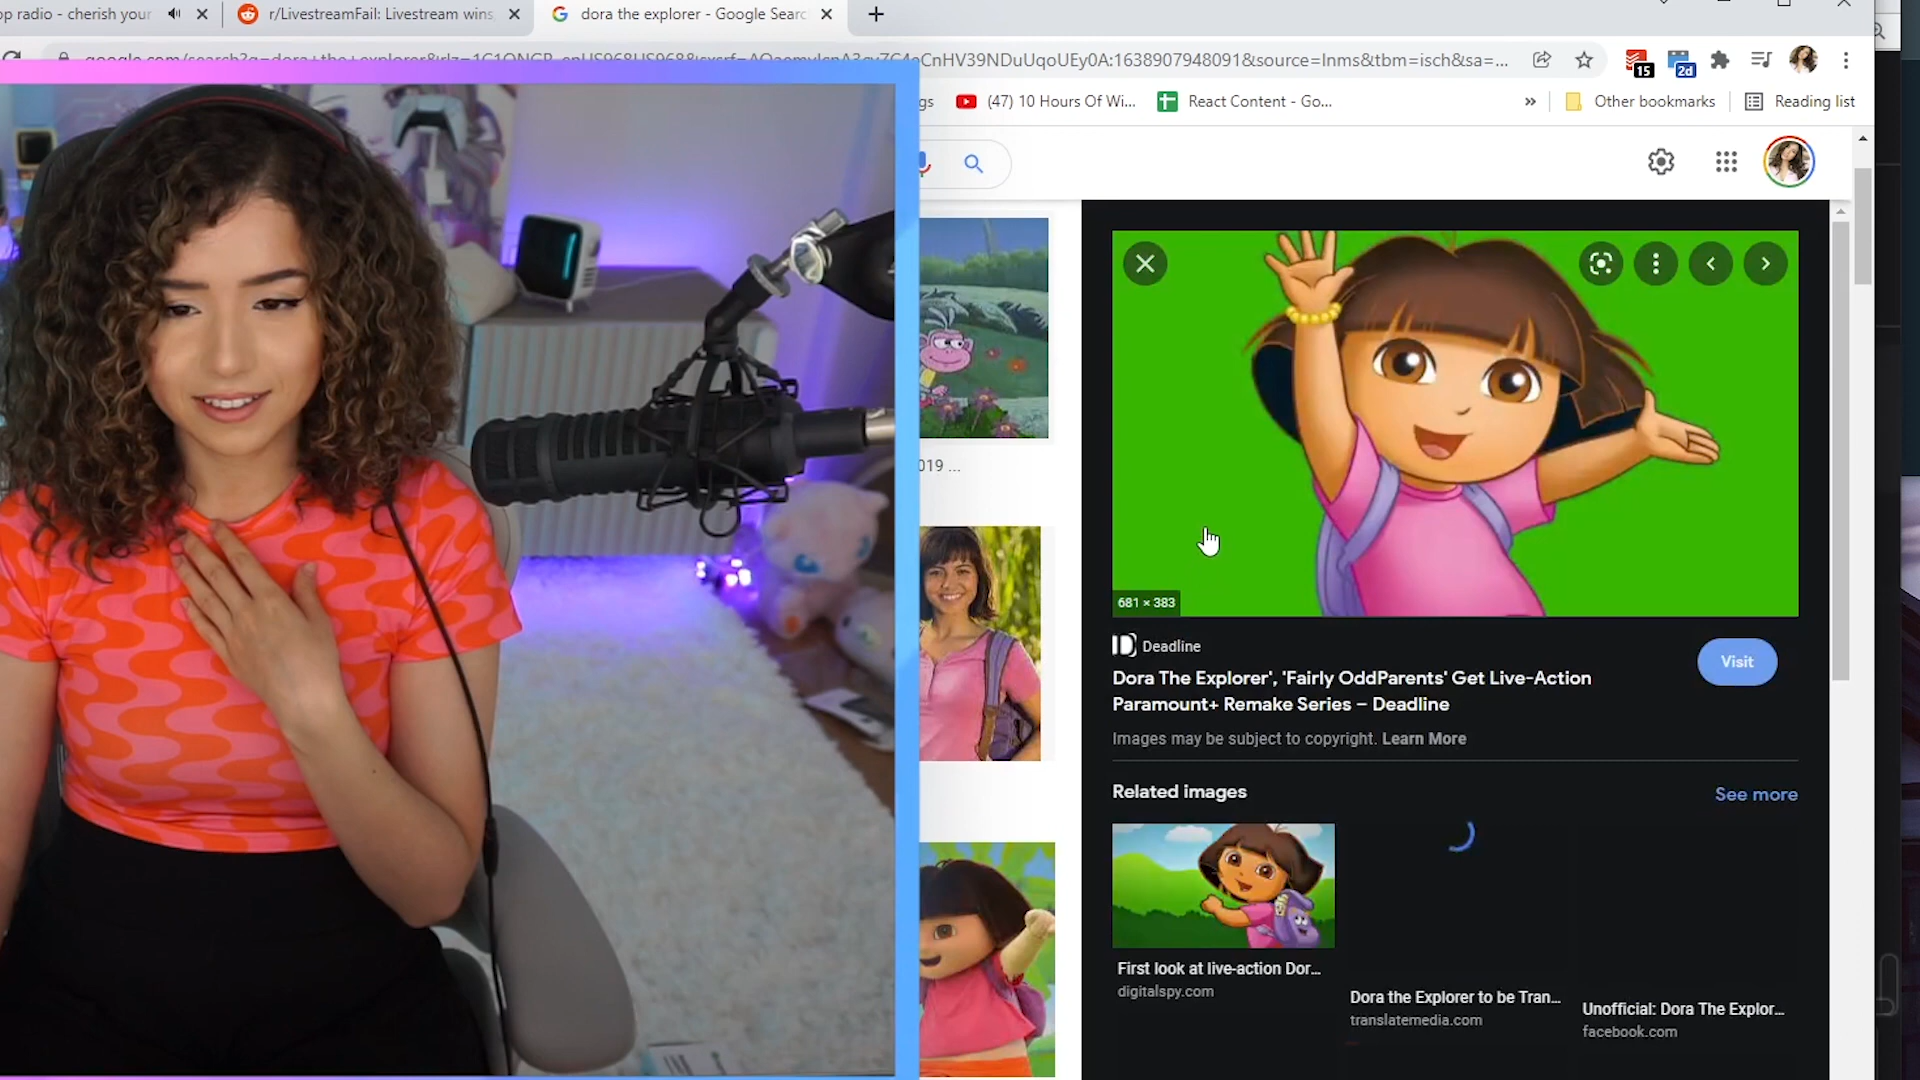 op radio - cherish your
r/LivestreamFail: Livestream wins
dora the explorer - Google Searc
CnHV39NDuUqoUEy0A:1638907948091&source=lnms&tbm=isch&sa=...
15
2d
gs
(47) 10 Hours Of Wi...
React Content - Go...
»
Other bookmarks
Reading list
019 ...
681 × 383
Deadline
Visit
Dora The Explorer', 'Fairly OddParents' Get Live-Action
Paramount+ Remake Series – Deadline
Images may be subject to copyright. Learn More
Related images
See more
First look at live-action Dor...
digitalspy.com
Dora the Explorer to be Tran...
translatemedia.com
Unofficial: Dora The Explor...
facebook.com